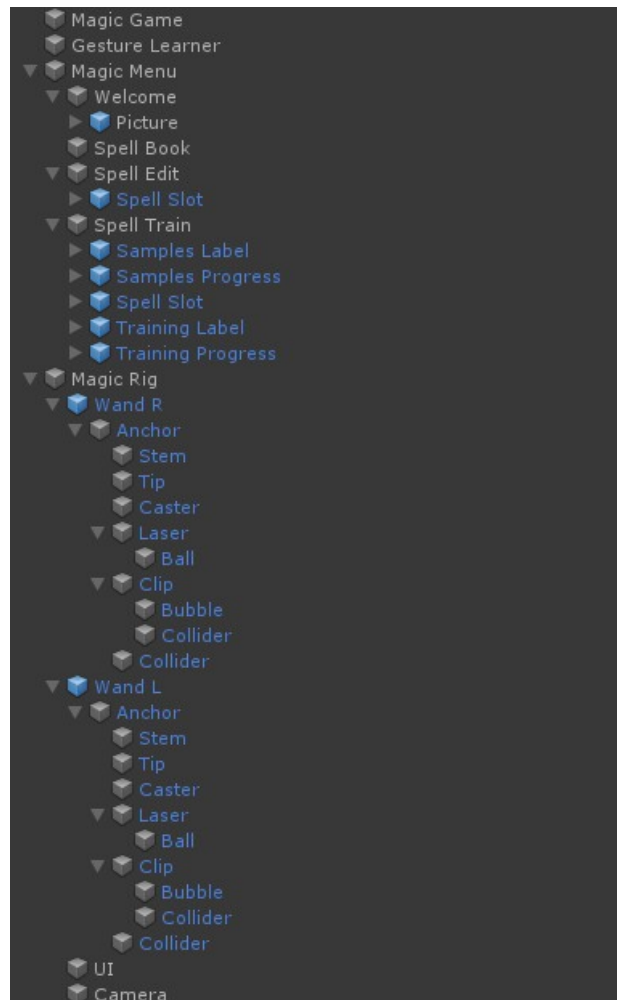 Magic Game
Gesture Learner
Magic Menu
Welcome
Picture
Spell Book
Spell Edit
Spell Slot
Spell Train
Samples Label
Samples Progress
Spell Slot
Training Label
Training Progress
Magic Rig
Wand R
Anchor
Stem
Tip
Caster
Laser
Ball
Clip
Bubble
Collider
Collider
Wand L
Anchor
Stem
Tip
Caster
Laser
Ball
Clip
Bubble
Collider
Collider
UI
Camera